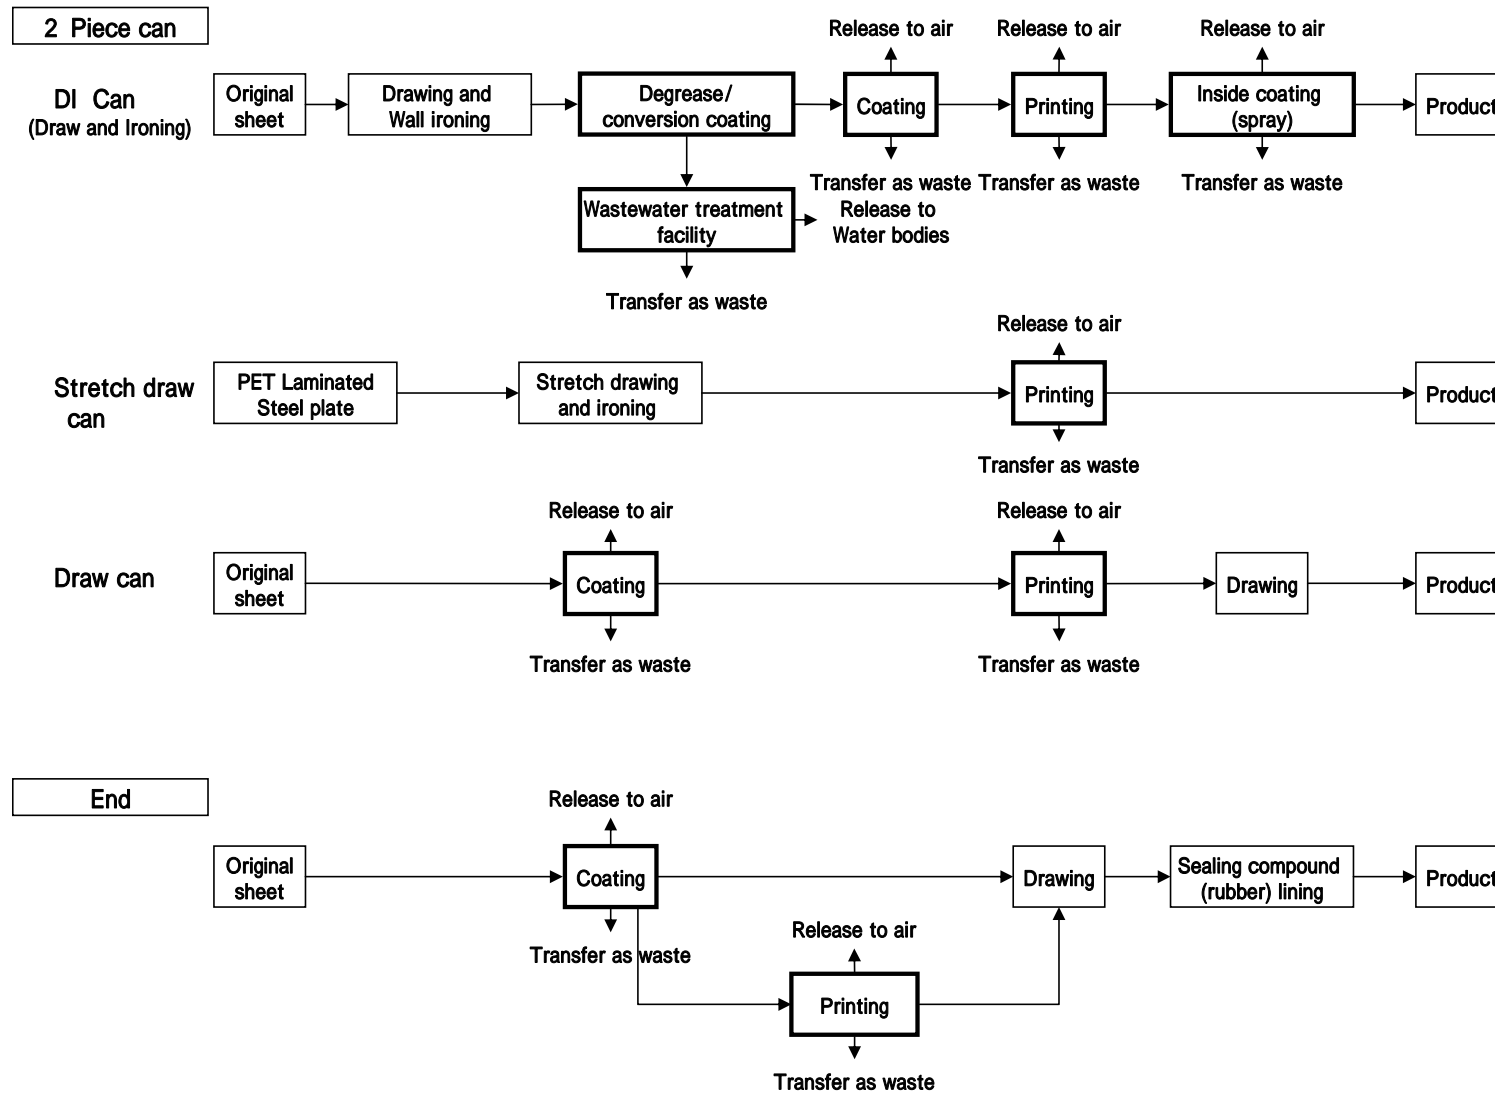 2 Piece can
Release to air
Release to air
Release to air
DI Can
(Draw and Ironing)
Original
sheet
Drawing and
Wall ironing
Degrease/
conversion coating
Coating
Printing
Inside coating
(spray)
Product
Transfer as waste
Transfer as waste
Transfer as waste
Wastewater treatment
facility
Release to
Water bodies
Transfer as waste
Release to air
Stretch draw
can
PET Laminated
Steel plate
Stretch drawing
and ironing
Printing
Product
Transfer as waste
Release to air
Release to air
Draw can
Original
sheet
Coating
Printing
Drawing
Product
Transfer as waste
Transfer as waste
End
Release to air
Original
sheet
Coating
Drawing
Sealing compound
(rubber) lining
Product
Transfer as waste
Release to air
Printing
Transfer as waste